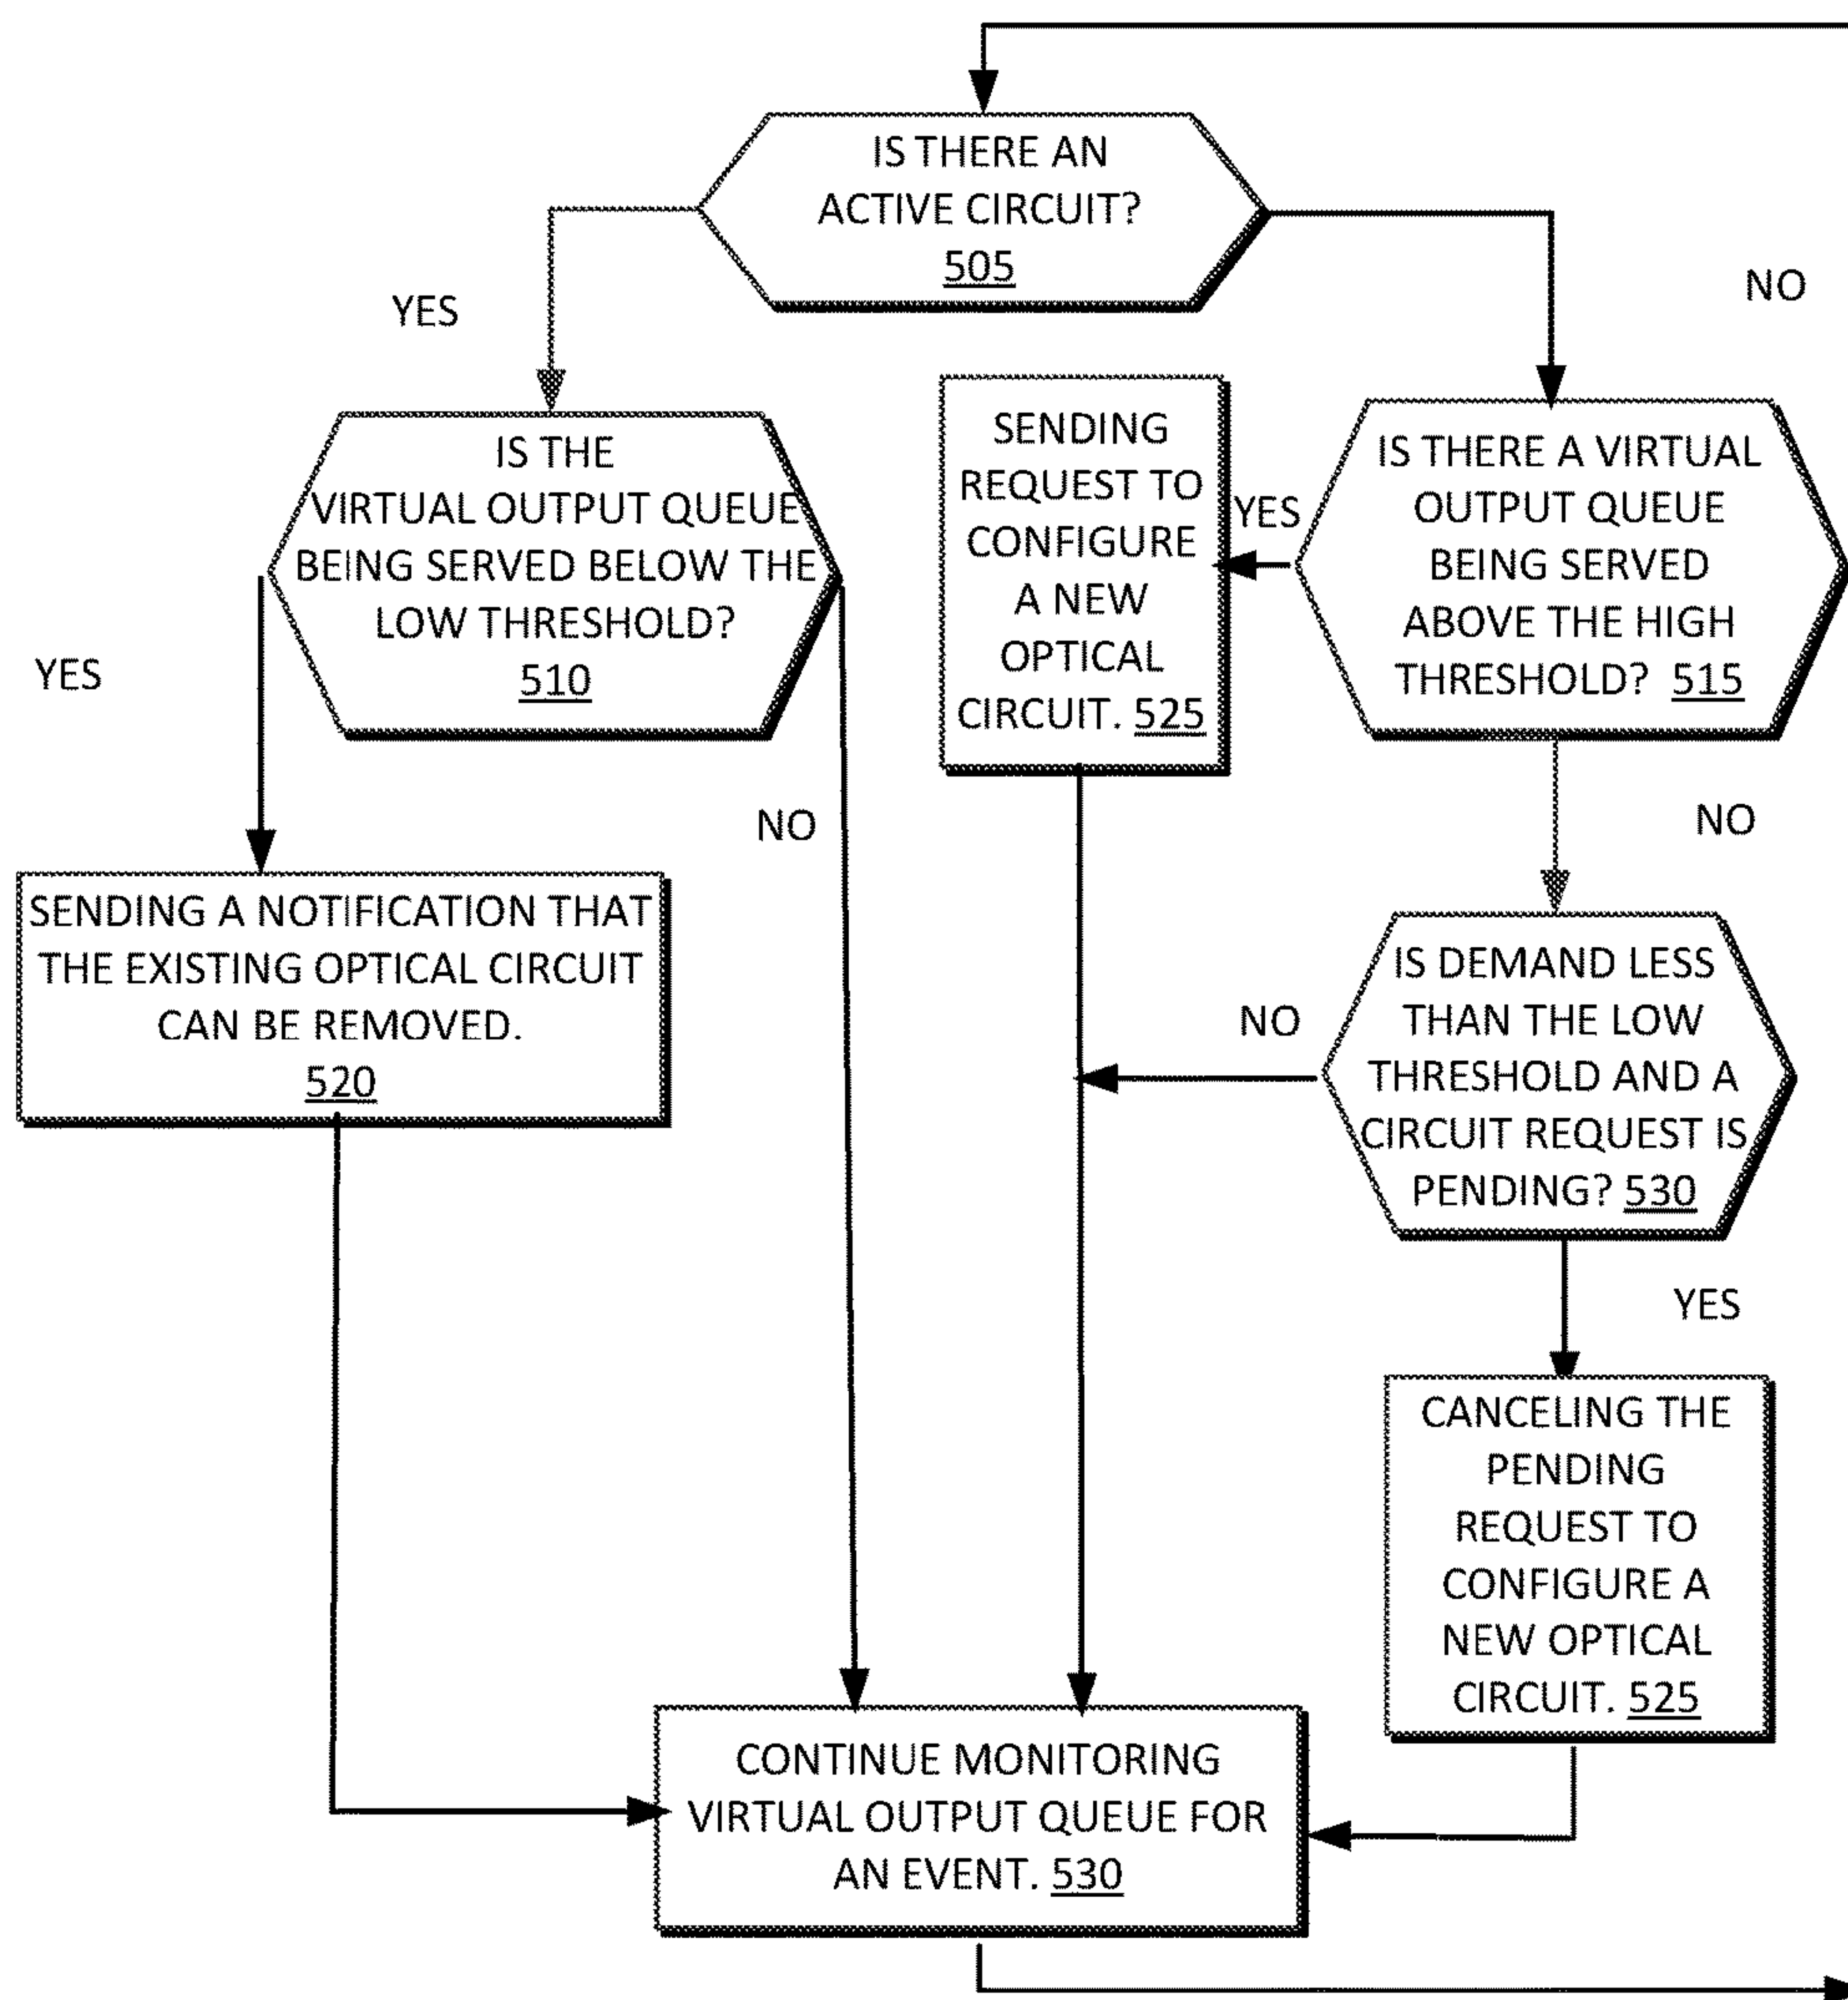 IS THERE AN
ACTIVE CIRCUIT?
505
YES
NO
IS THE
VIRTUAL OUTPUT QUEUE
BEING SERVED BELOW THE
LOW THRESHOLD?
510
SENDING
REQUEST TO
CONFIGURE
A NEW
OPTICAL
CIRCUIT. 525
YES
IS THERE A VIRTUAL
OUTPUT QUEUE
BEING SERVED
ABOVE THE HIGH
THRESHOLD? 515
YES
NO
NO
SENDING A NOTIFICATION THAT
THE EXISTING OPTICAL CIRCUIT
CAN BE REMOVED.
520
NO
IS DEMAND LESS
THAN THE LOW
THRESHOLD AND A
CIRCUIT REQUEST IS
PENDING? 530
YES
CANCELING THE
PENDING
REQUEST TO
CONFIGURE A
NEW OPTICAL
CIRCUIT. 525
CONTINUE MONITORING
VIRTUAL OUTPUT QUEUE FOR
AN EVENT. 530